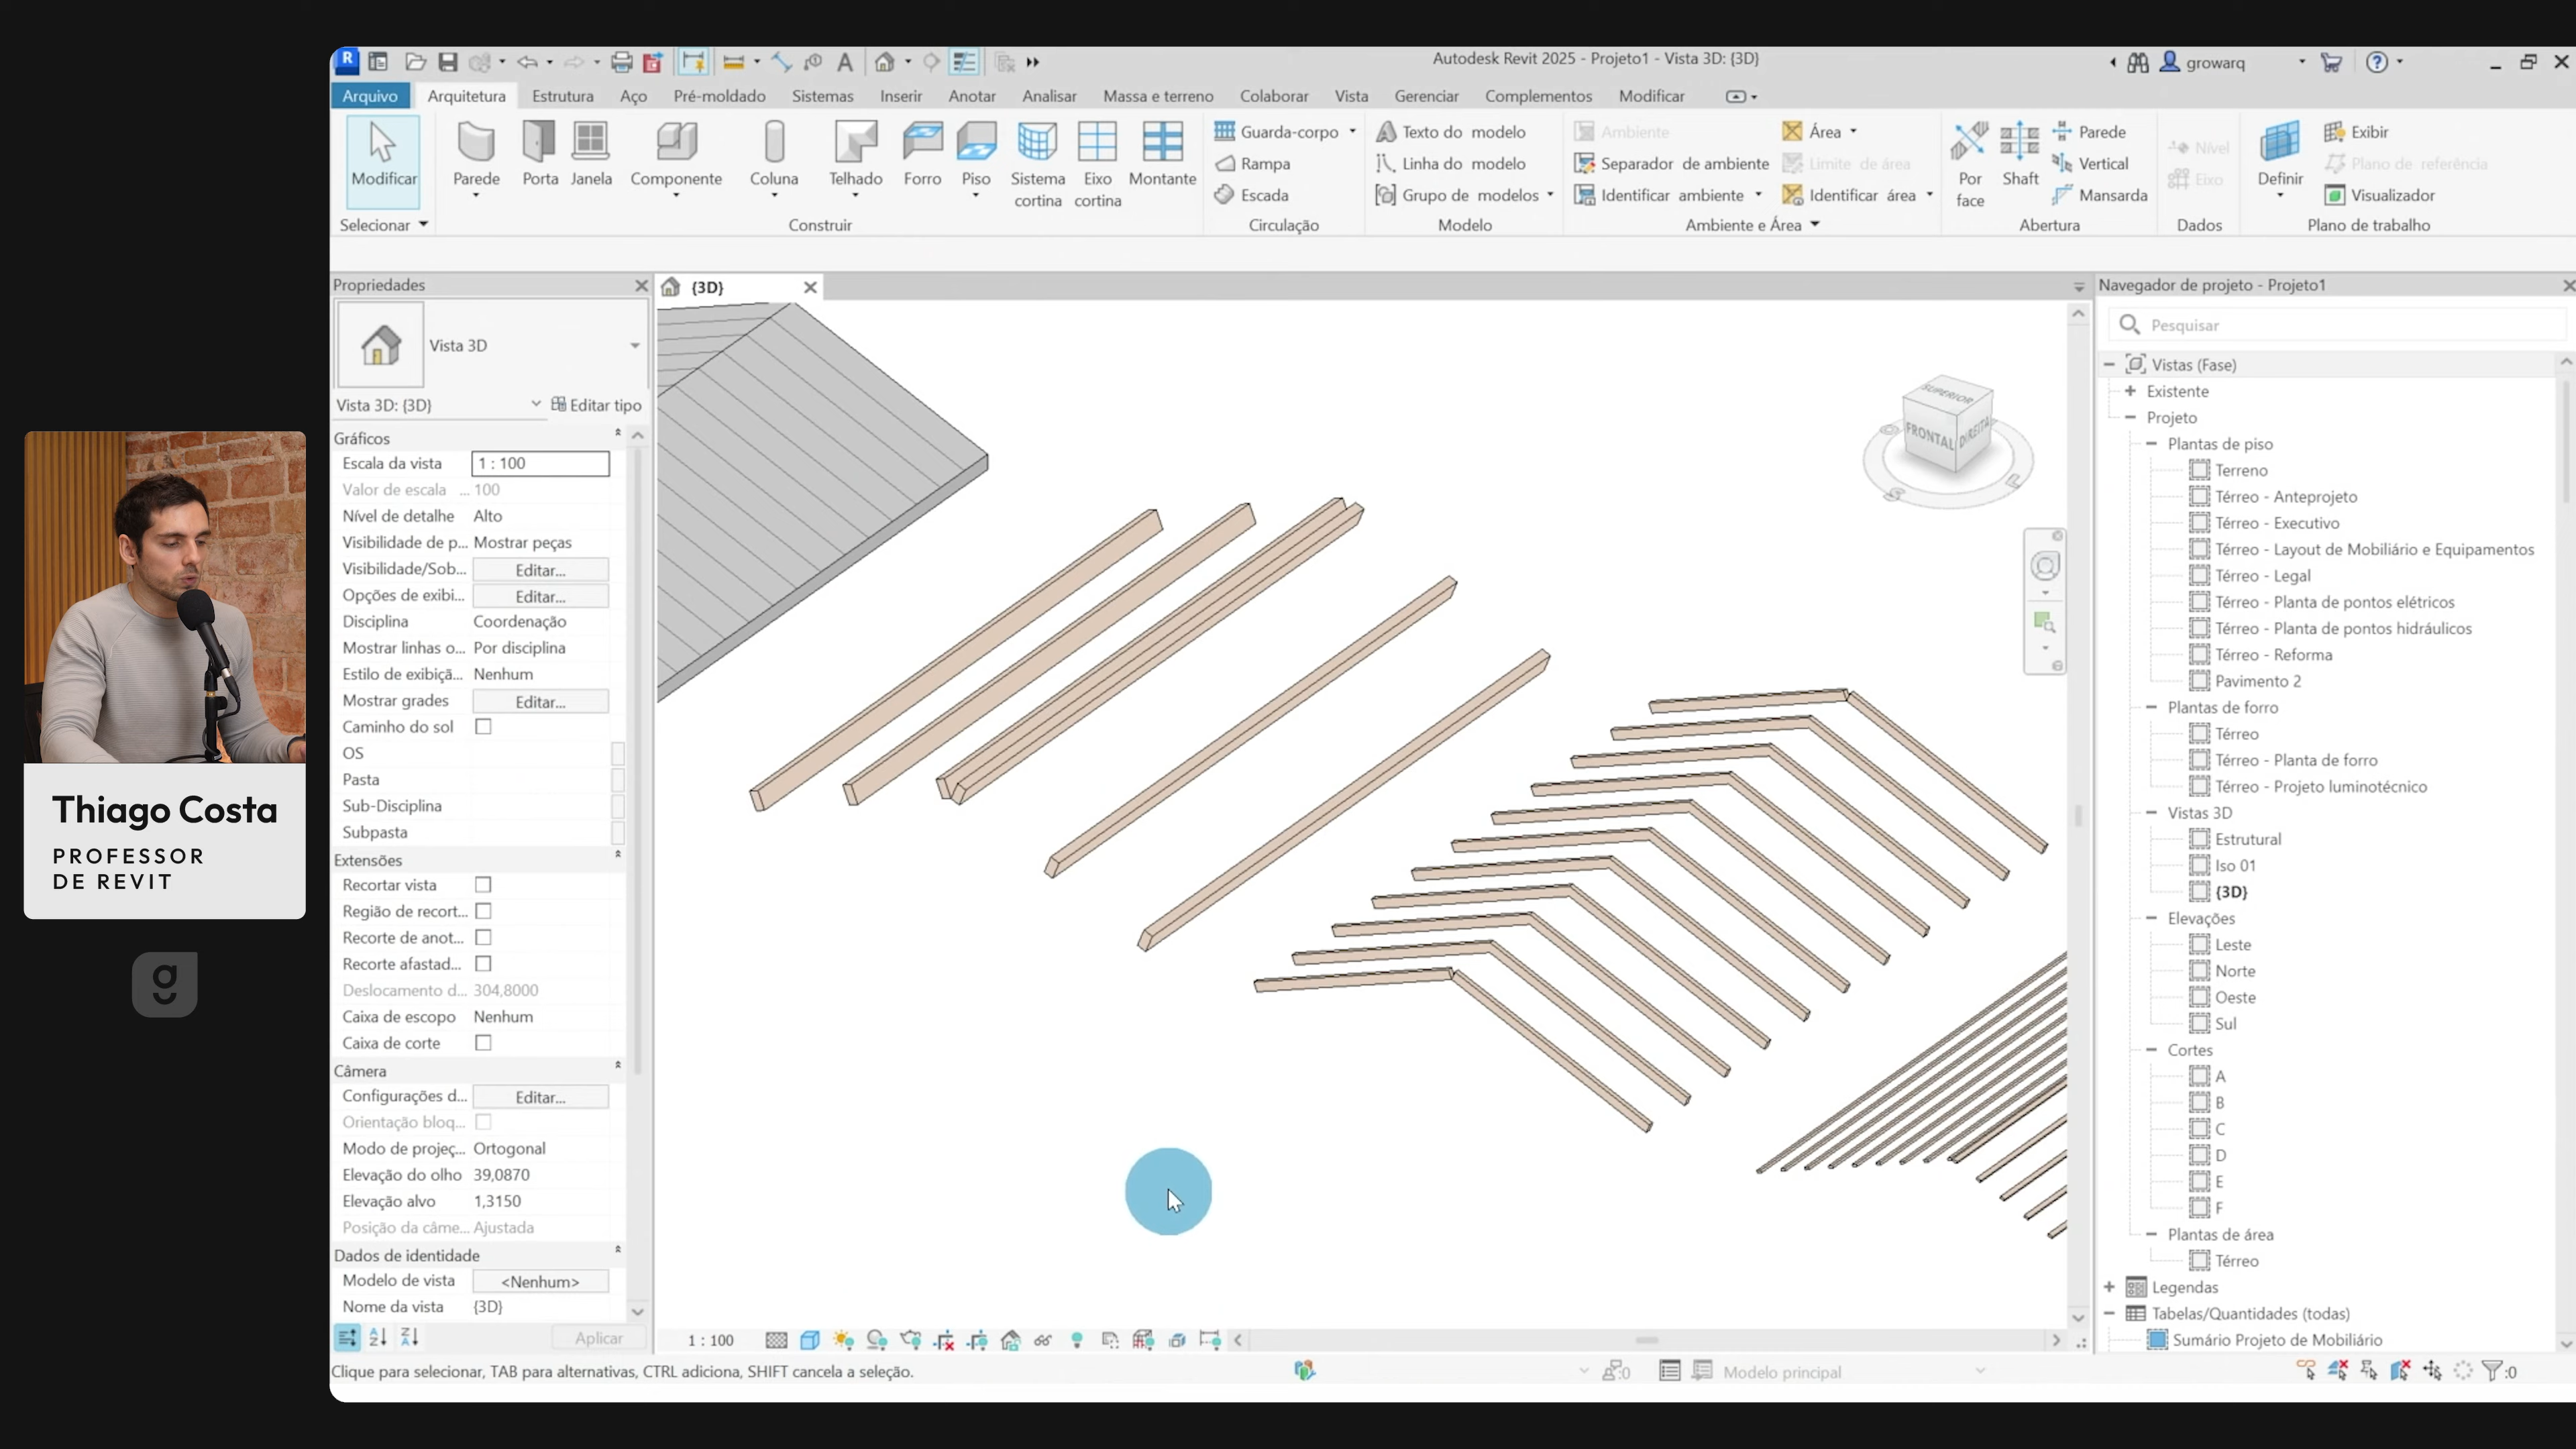 Autodesk Revit 2025 - Projeto1 - Vista 3D: {3D}
growarq
Arquivo
Arquitetura
Estrutura
Aço
Pré-moldado
Sistemas
Inserir
Anotar
Analisar
Massa e terreno
Colaborar
Vista
Gerenciar
Complementos
Modificar
Modificar
Selecionar
Parede
Porta
Janela
Componente
Coluna
Telhado
Forro
Piso
Sistema
cortina
Eixo
cortina
Montante
Construir
Guarda-corpo
Rampa
Escada
Circulação
Texto do modelo
Linha do modelo
Grupo de modelos
Modelo
Ambiente
Separador de ambiente
Identificar ambiente
Área
Limite de área
Identificar área
Ambiente e Área
Por
face
Shaft
Parede
Vertical
Mansarda
Abertura
Nível
Eixo
Dados
Definir
Exibir
Plano de referência
Visualizador
Plano de trabalho
Propriedades
Vista 3D
Vista 3D: {3D}
Editar tipo
Gráficos
Escala da vista 1 : 100
Valor de escala ... 100
Nível de detalhe Alto
Visibilidade de p... Mostrar peças
Visibilidade/Sob... Editar...
Opções de exibi... Editar...
Disciplina Coordenação
Mostrar linhas o... Por disciplina
Estilo de exibiçã... Nenhum
Mostrar grades Editar...
Caminho do sol
OS
Pasta
Sub-Disciplina
Subpasta
Extensões
Recortar vista
Região de recort...
Recorte de anot...
Recorte afastad...
Deslocamento d... 304,8000
Caixa de escopo Nenhum
Caixa de corte
Câmera
Configurações d... Editar...
Orientação bloq...
Modo de projeç... Ortogonal
Elevação do olho 39,0870
Elevação alvo 1,3150
Posição da câme... Ajustada
Dados de identidade
Modelo de vista <Nenhum>
Nome da vista {3D}
Aplicar
{3D}
SUPERIOR
FRONTAL
DIREITA
S
L
1 : 100
Navegador de projeto - Projeto1
Pesquisar
Vistas (Fase)
Existente
Projeto
Plantas de piso
Terreno
Térreo - Anteprojeto
Térreo - Executivo
Térreo - Layout de Mobiliário e Equipamentos
Térreo - Legal
Térreo - Planta de pontos elétricos
Térreo - Planta de pontos hidráulicos
Térreo - Reforma
Pavimento 2
Plantas de forro
Térreo
Térreo - Planta de forro
Térreo - Projeto luminotécnico
Vistas 3D
Estrutural
Iso 01
{3D}
Elevações
Leste
Norte
Oeste
Sul
Cortes
A
B
C
D
E
F
Plantas de área
Térreo
Legendas
Tabelas/Quantidades (todas)
Sumário Projeto de Mobiliário
Clique para selecionar, TAB para alternativas, CTRL adiciona, SHIFT cancela a seleção.
:0
Modelo principal
:0
Thiago Costa
PROFESSOR
DE REVIT
g